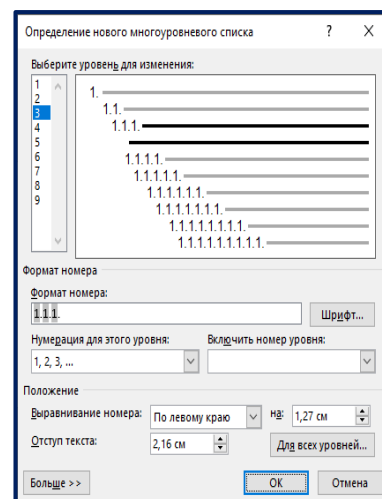 Определение нового многоуровневого списка ? X
Выберите уровень для изменения:
1
2
3
4
5
6
7
8
9
1.
1.1.
1.1.1.
1.1.1.1.
1.1.1.1.1.
1.1.1.1.1.1.
1.1.1.1.1.1.1.
1.1.1.1.1.1.1.1.
1.1.1.1.1.1.1.1.1.
Формат номера
Формат номера:
1.1.1. Шрифт...
Нумерация для этого уровня: Включить номер уровня:
1, 2, 3, ...
Положение
Выравнивание номера: По левому краю на: 1,27 см
Отступ текста: 2,16 см Для всех уровней...
Больше >> ОК Отмена